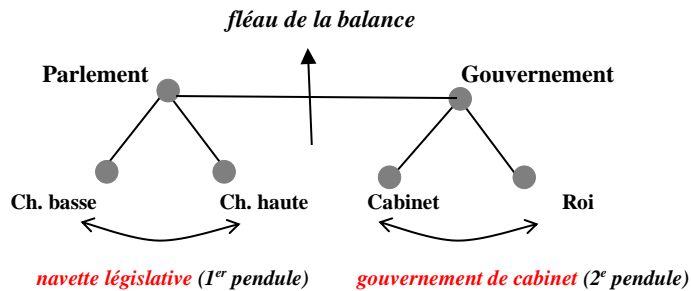 fléau de la balance
Parlement Gouvernement
Ch. basse Ch. haute Cabinet Roi
navette législative (1er pendule) gouvernement de cabinet (2e pendule)